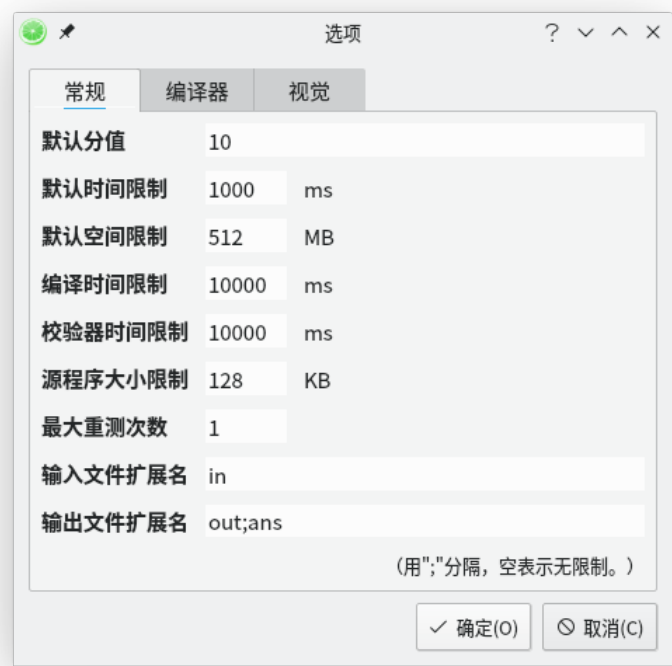 选项
常规 编译器 视觉
默认分值 10
默认时间限制 1000 ms
默认空间限制 512 MB
编译时间限制 10000 ms
校验器时间限制 10000 ms
源程序大小限制 128 KB
最大重测次数 1
输入文件扩展名 in
输出文件扩展名 out;ans
（用";"分隔，空表示无限制。）
确定(O) 取消(C)